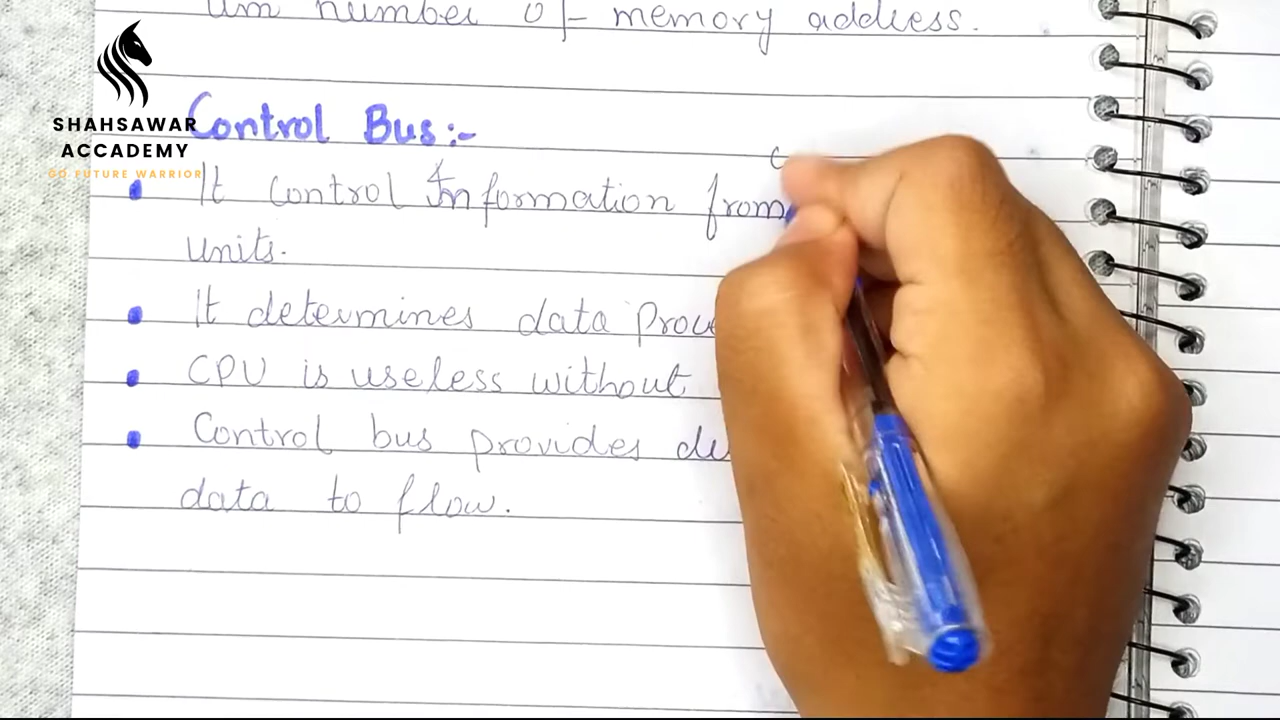 um number of memory address.
SHAHSAWAR
ACCADEMY
GO FUTURE WARRIOR
Control Bus:-
It Control Information from
units.
It determines data
CPU is useless without
Control bus provides
data to flow.